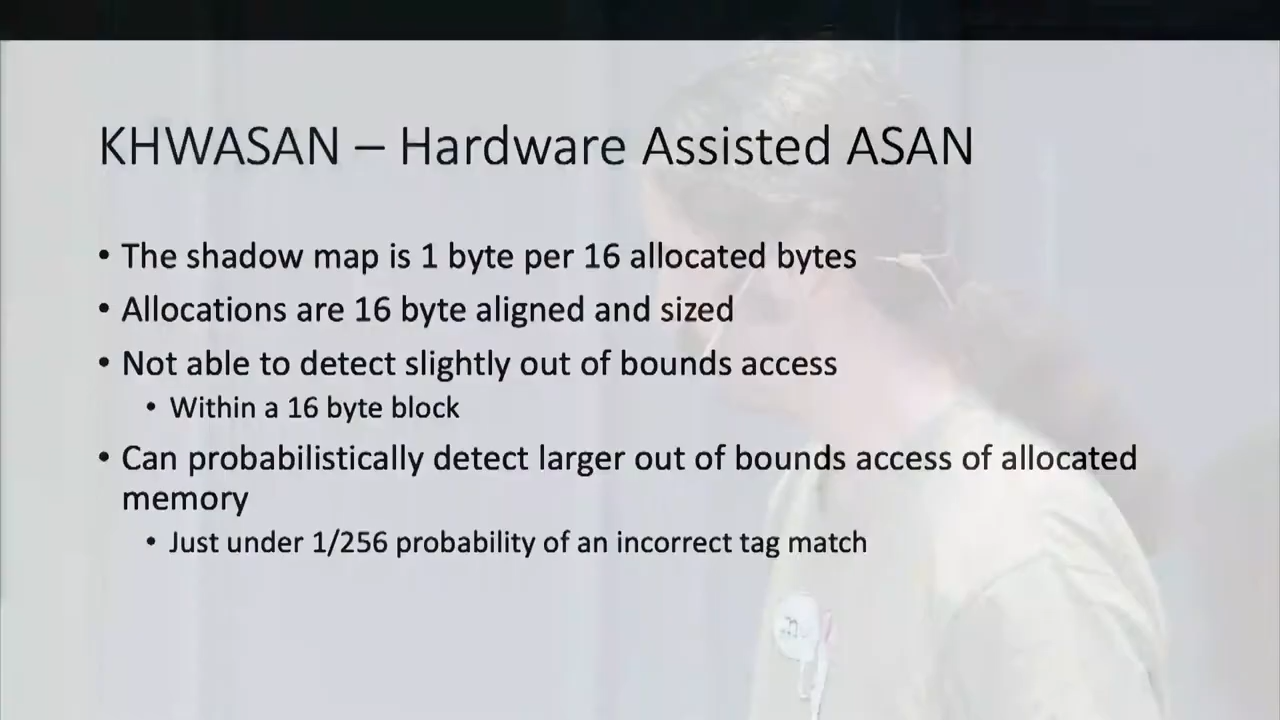 KHWASAN – Hardware Assisted ASAN
• The shadow map is 1 byte per 16 allocated bytes
• Allocations are 16 byte aligned and sized
• Not able to detect slightly out of bounds access
• Within a 16 byte block
• Can probabilistically detect larger out of bounds access of allocated
memory
• Just under 1/256 probability of an incorrect tag match